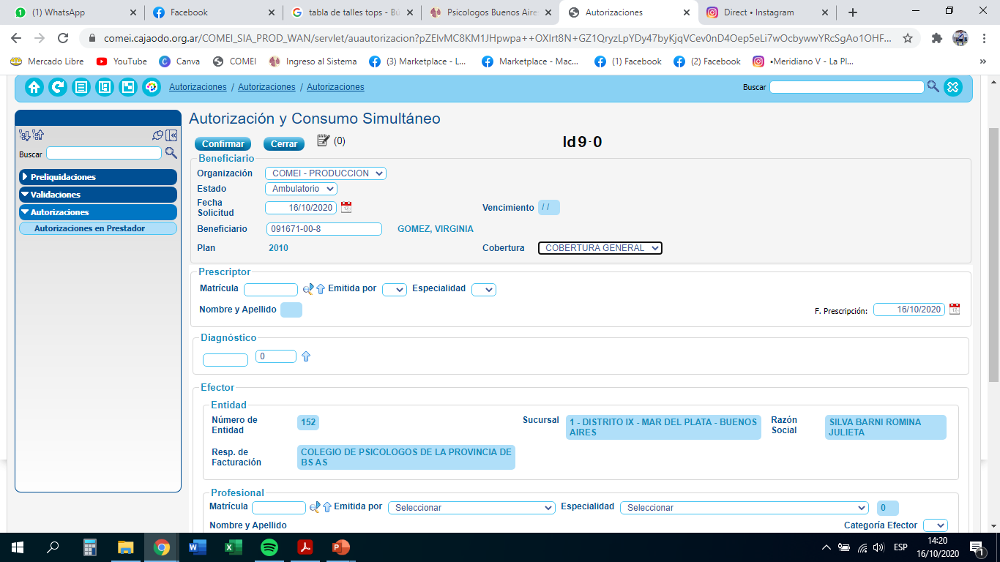 (1) WhatsApp
Facebook
tabla de talles tops - Bú
Psicologos Buenos Aire
Autorizaciones
Direct • Instagram
comei.cajaodo.org.ar/COMEI_SIA_PROD_WAN/servlet/auautorizacion?pZEIvMC8KM1JHpwpa++OXIrt8N+GZ1QryzLpYDy47byKjqVCev0nD4Oep5eLi7wOcbywwYRcSgAo1OHF...
Mercado Libre
YouTube
Canva
COMEI
Ingreso al Sistema
(3) Marketplace - L...
Marketplace - Mac...
(1) Facebook
(2) Facebook
•Meridiano V - La Pl...
»
Autorizaciones / Autorizaciones / Autorizaciones
Buscar
Autorización y Consumo Simultáneo
Buscar
Preliquidaciones
Validaciones
Autorizaciones
Autorizaciones en Prestador
Confirmar Cerrar (0)
Id 9 - 0
Beneficiario
Organización COMEI - PRODUCCION
Estado Ambulatorio
Fecha Solicitud 16/10/2020
Vencimiento / /
Beneficiario 091671-00-8 GOMEZ, VIRGINIA
Plan 2010
Cobertura COBERTURA GENERAL
Prescriptor
Matrícula Emitida por Especialidad
Nombre y Apellido
F. Prescripción: 16/10/2020
Diagnóstico
0
Efector
Entidad
Número de Entidad 152
Sucursal 1 - DISTRITO IX - MAR DEL PLATA - BUENOS AIRES
Razón Social SILVA BARNI ROMINA JULIETA
Resp. de Facturación COLEGIO DE PSICOLOGOS DE LA PROVINCIA DE BS AS
Profesional
Matrícula Emitida por Seleccionar Especialidad Seleccionar 0
Nombre y Apellido
Categoría Efector
ESP
14:20
16/10/2020
1